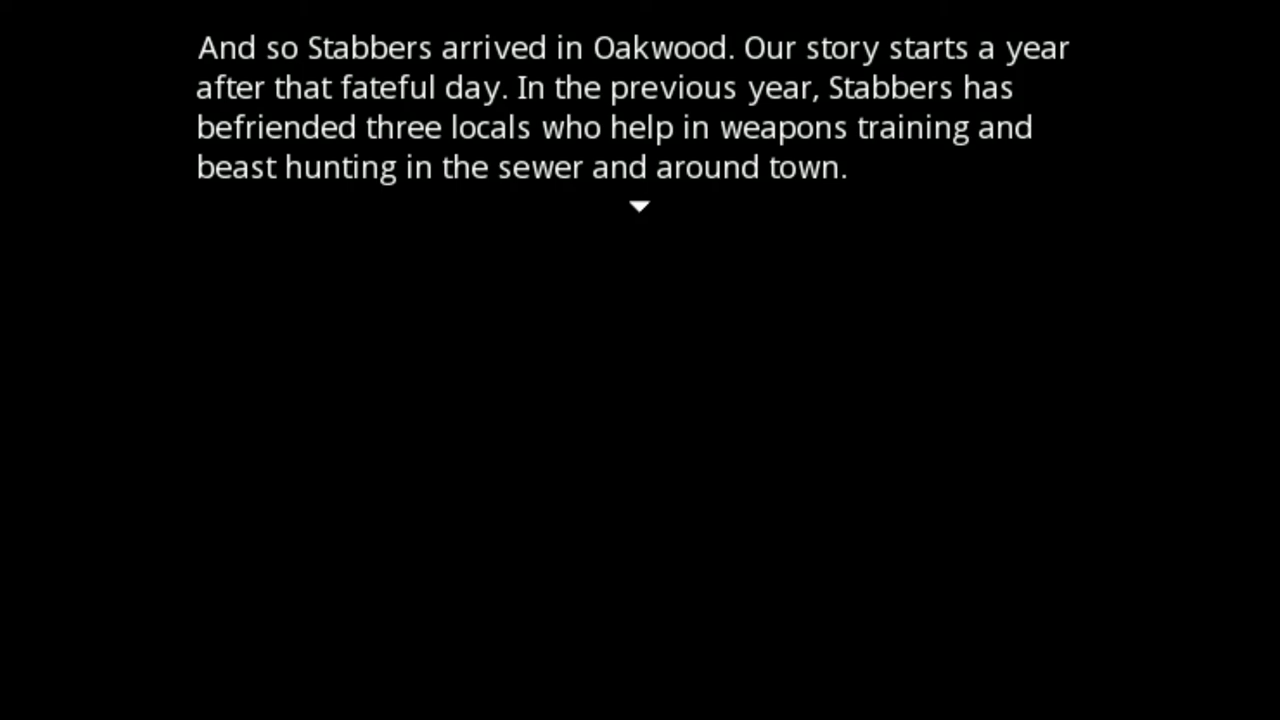 And so Stabbers arrived in Oakwood. Our story starts a year
after that fateful day. In the previous year, Stabbers has
befriended three locals who help in weapons training and
beast hunting in the sewer and around town.